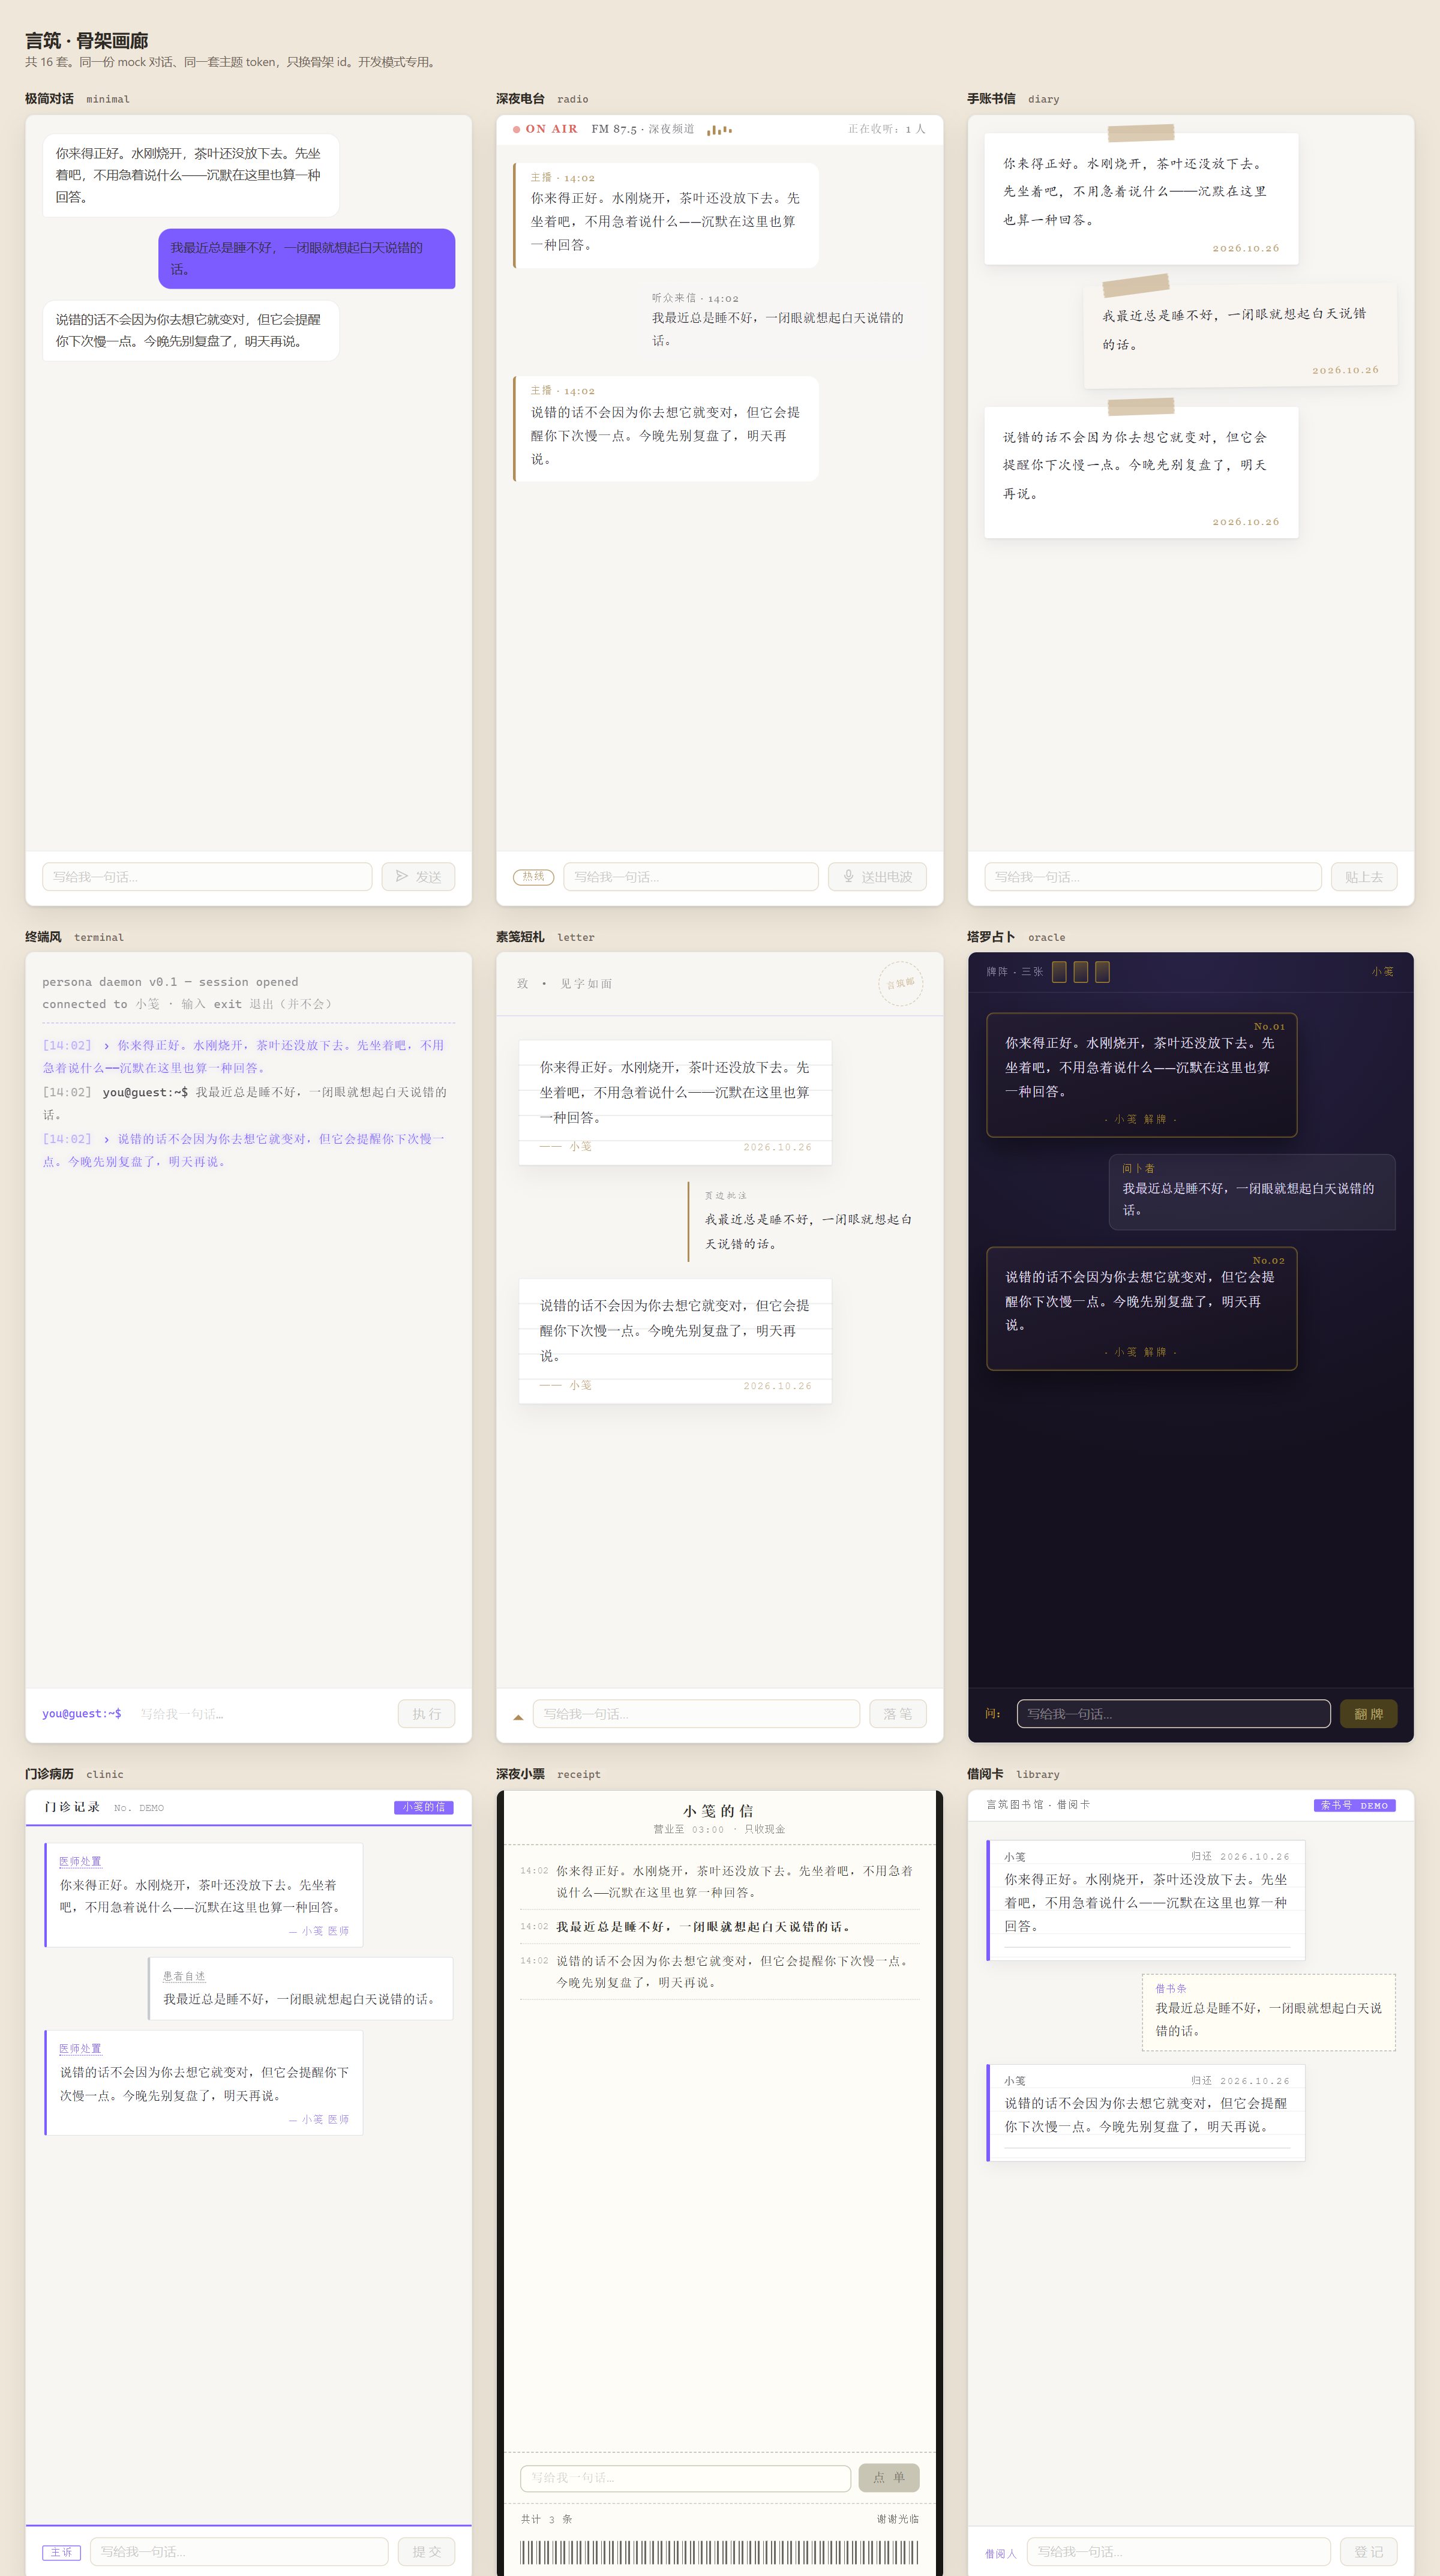 言筑 · 骨架画廊
共 16 套。同一份 mock 对话、同一套主题 token，只换骨架 id。开发模式专用。
极简对话 minimal
你来得正好。水刚烧开，茶叶还没放下去。先坐
着吧，不用急着说什么——沉默在这里也算一种
回答。
我最近总是睡不好，一闭眼就想起白天说错的
话。
说错的话不会因为你去想它就变对，但它会提醒
你下次慢一点。今晚先别复盘了，明天再说。
写给我一句话...
发送
深夜电台 radio
ON AIR FM 87.5 · 深夜频道 正在收听：1 人
主播 · 14:02
你来得正好。水刚烧开，茶叶还没放下去。先
坐着吧，不用急着说什么——沉默在这里也算
一种回答。
听众来信 · 14:02
我最近总是睡不好，一闭眼就想起白天说错的
话。
主播 · 14:02
说错的话不会因为你去想它就变对，但它会提
醒你下次慢一点。今晚先别复盘了，明天再
说。
热线
写给我一句话...
送出电波
手账书信 diary
你来得正好。水刚烧开，茶叶还没放下去。
先坐着吧，不用急着说什么——沉默在这里
也算一种回答。
2026.10.26
我最近总是睡不好，一闭眼就想起白天说错
的话。
2026.10.26
说错的话不会因为你去想它就变对，但它会
提醒你下次慢一点。今晚先别复盘了，明天
再说。
2026.10.26
写给我一句话...
贴上去
终端风 terminal
persona daemon v0.1 — session opened
connected to 小笺 · 输入 exit 退出（并不会）
[14:02] › 你来得正好。水刚烧开，茶叶还没放下去。先坐着吧，不用
急着说什么——沉默在这里也算一种回答。
[14:02] you@guest:~$ 我最近总是睡不好，一闭眼就想起白天说错的
话。
[14:02] › 说错的话不会因为你去想它就变对，但它会提醒你下次慢一
点。今晚先别复盘了，明天再说。
you@guest:~$ 写给我一句话...
执行
素笺短札 letter
致 · 见字如面
言筑邮
你来得正好。水刚烧开，茶叶还没放下去。先
坐着吧，不用急着说什么——沉默在这里也算
一种回答。
—— 小笺 2026.10.26
页边批注
我最近总是睡不好，一闭眼就想起白
天说错的话。
说错的话不会因为你去想它就变对，但它会提
醒你下次慢一点。今晚先别复盘了，明天再
说。
—— 小笺 2026.10.26
写给我一句话...
落笔
塔罗占卜 oracle
牌阵 · 三张 小笺
No.01
你来得正好。水刚烧开，茶叶还没放下去。先
坐着吧，不用急着说什么——沉默在这里也算
一种回答。
· 小笺 解牌 ·
问卜者
我最近总是睡不好，一闭眼就想起白天说错的
话。
No.02
说错的话不会因为你去想它就变对，但它会提
醒你下次慢一点。今晚先别复盘了，明天再
说。
· 小笺 解牌 ·
问：
写给我一句话...
翻牌
门诊病历 clinic
门诊记录 No. DEMO 小笺的信
医师处置
你来得正好。水刚烧开，茶叶还没放下去。先坐着
吧，不用急着说什么——沉默在这里也算一种回答。
— 小笺 医师
患者自述
我最近总是睡不好，一闭眼就想起白天说错的话。
医师处置
说错的话不会因为你去想它就变对，但它会提醒你下
次慢一点。今晚先别复盘了，明天再说。
— 小笺 医师
主诉
写给我一句话...
提交
深夜小票 receipt
小笺的信
营业至 03:00 · 只收现金
14:02 你来得正好。水刚烧开，茶叶还没放下去。先坐着吧，不用急着
说什么——沉默在这里也算一种回答。
14:02 我最近总是睡不好，一闭眼就想起白天说错的话。
14:02 说错的话不会因为你去想它就变对，但它会提醒你下次慢一点。
今晚先别复盘了，明天再说。
写给我一句话...
点 单
共计 3 条 谢谢光临
借阅卡 library
言筑图书馆 · 借阅卡 索书号 DEMO
小笺 归还 2026.10.26
你来得正好。水刚烧开，茶叶还没放下去。先坐
着吧，不用急着说什么——沉默在这里也算一种
回答。
借书条
我最近总是睡不好，一闭眼就想起白天说
错的话。
小笺 归还 2026.10.26
说错的话不会因为你去想它就变对，但它会提醒
你下次慢一点。今晚先别复盘了，明天再说。
借阅人
写给我一句话...
登记